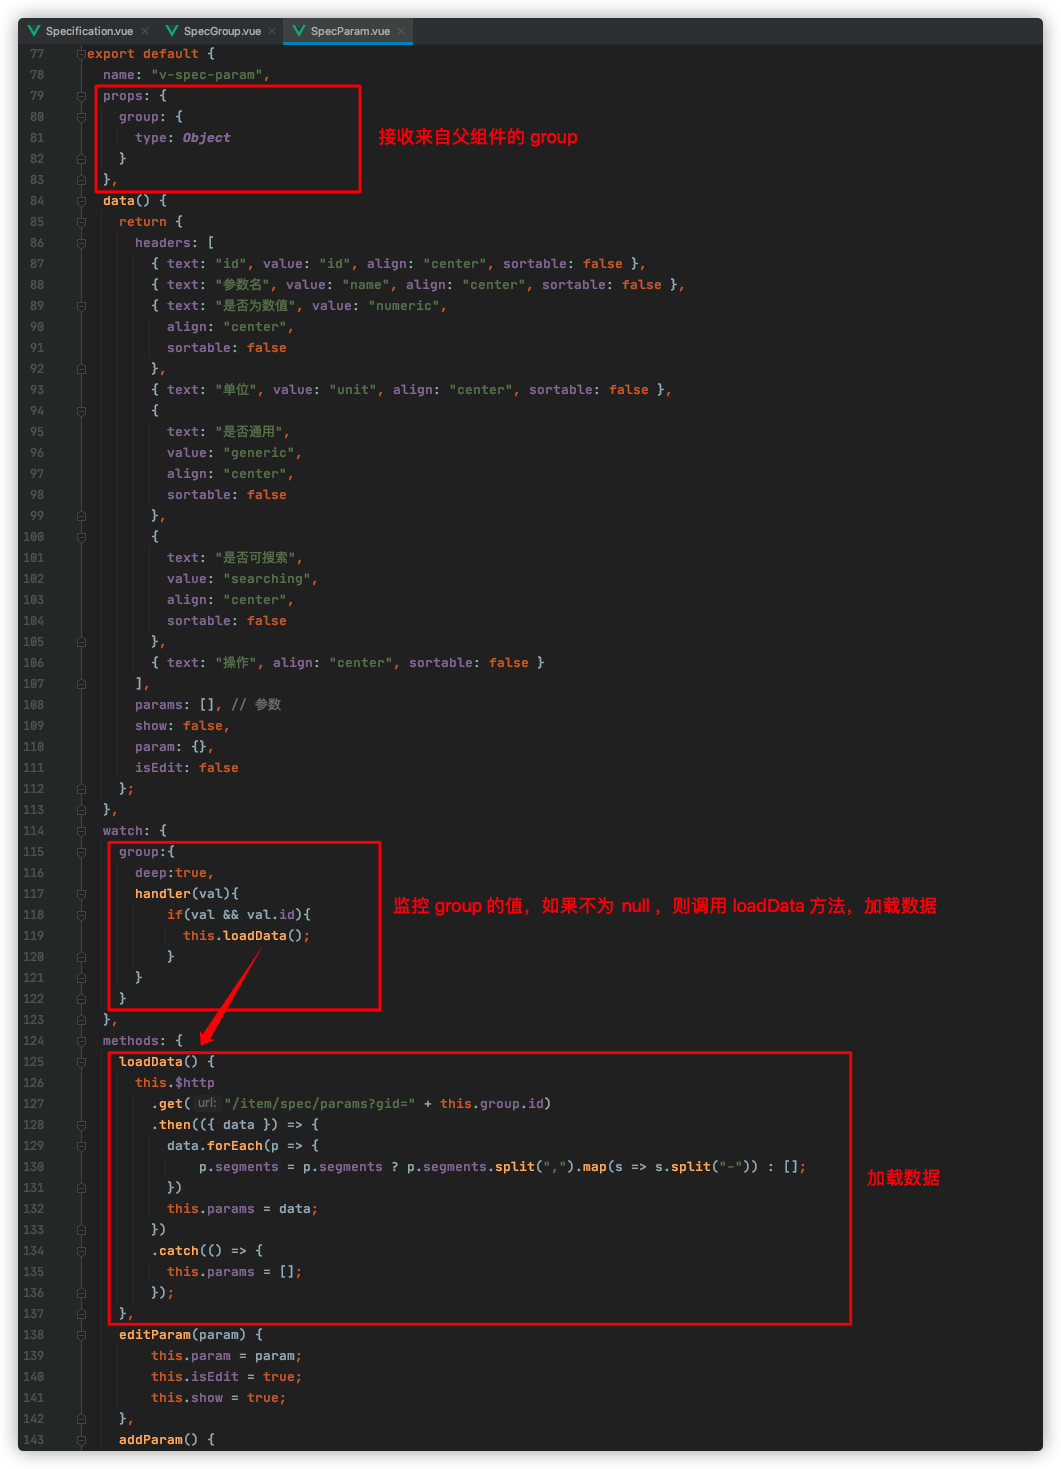 Specification.vue SpecGroup.vue SpecParam.vue
77 export default {
78 name: "v-spec-param",
79 props: {
80 group: {
81 type: Object 接收来自父组件的 group
82 }
83 },
84 data() {
85 return {
86 headers: [
87 { text: "id", value: "id", align: "center", sortable: false },
88 { text: "参数名", value: "name", align: "center", sortable: false },
89 { text: "是否为数值", value: "numeric",
90 align: "center",
91 sortable: false
92 },
93 { text: "单位", value: "unit", align: "center", sortable: false },
94 {
95 text: "是否通用",
96 value: "generic",
97 align: "center",
98 sortable: false
99 },
100 {
101 text: "是否可搜索",
102 value: "searching",
103 align: "center",
104 sortable: false
105 },
106 { text: "操作", align: "center", sortable: false }
107 ],
108 params: [], // 参数
109 show: false,
110 param: {},
111 isEdit: false
112 };
113 },
114 watch: {
115 group:{
116 deep:true,
117 handler(val){
118 if(val && val.id){ 监控 group 的值，如果不为 null ，则调用 loadData 方法，加载数据
119 this.loadData();
120 }
121 }
122 }
123 },
124 methods: {
125 loadData() {
126 this.$http
127 .get( url: "/item/spec/params?gid=" + this.group.id)
128 .then(({ data }) => {
129 data.forEach(p => {
130 p.segments = p.segments ? p.segments.split(",").map(s => s.split("-")) : [];
131 }) 加载数据
132 this.params = data;
133 })
134 .catch(() => {
135 this.params = [];
136 });
137 },
138 editParam(param) {
139 this.param = param;
140 this.isEdit = true;
141 this.show = true;
142 },
143 addParam() {